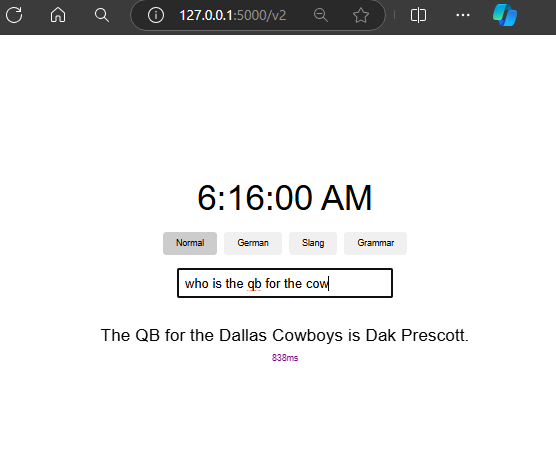 127.0.0.1:5000/v2
6:16:00 AM
Normal German Slang Grammar
who is the qb for the cow
The QB for the Dallas Cowboys is Dak Prescott.
838ms